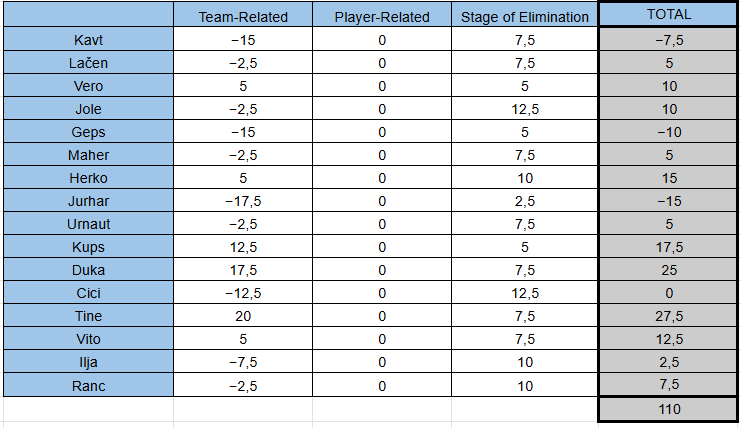 Team-Related Player-Related Stage of Elimination TOTAL
Kavt −15 0 7,5 −7,5
Lačen −2,5 0 7,5 5
Vero 5 0 5 10
Jole −2,5 0 12,5 10
Geps −15 0 5 −10
Maher −2,5 0 7,5 5
Herko 5 0 10 15
Jurhar −17,5 0 2,5 −15
Urnaut −2,5 0 7,5 5
Kups 12,5 0 5 17,5
Duka 17,5 0 7,5 25
Cici −12,5 0 12,5 0
Tine 20 0 7,5 27,5
Vito 5 0 7,5 12,5
Ilja −7,5 0 10 2,5
Ranc −2,5 0 10 7,5
110